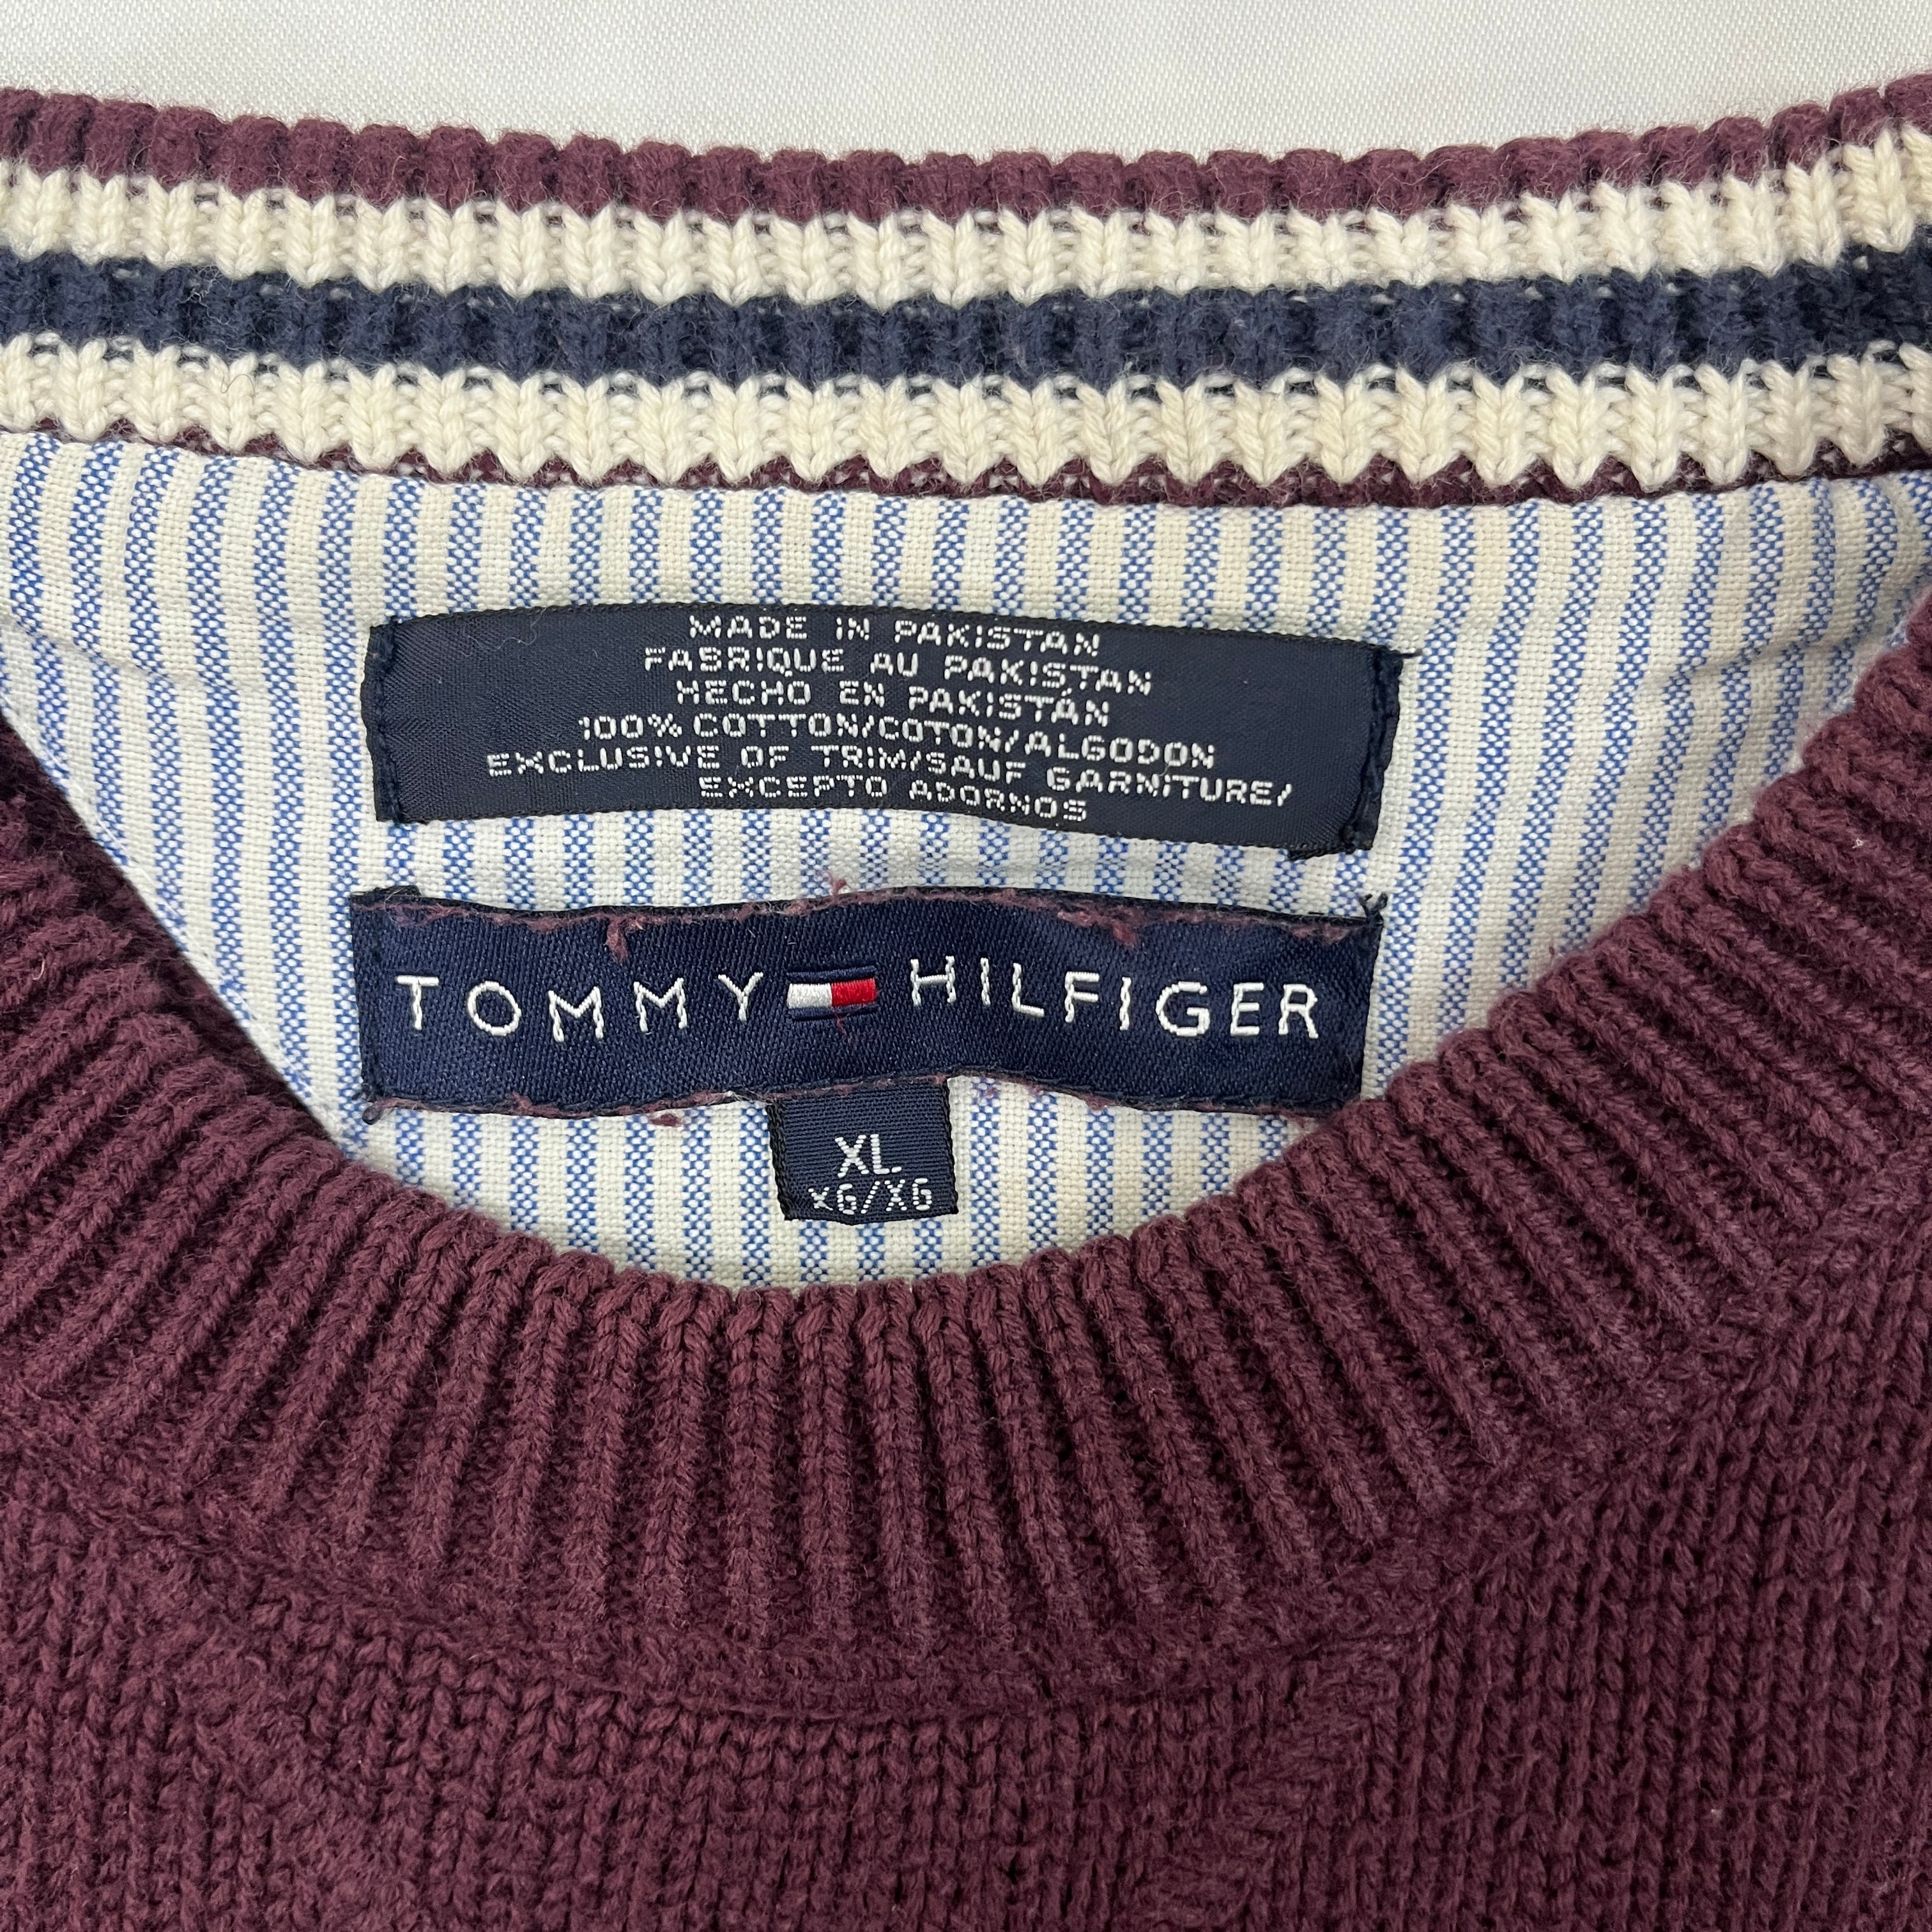 MADE IN PAKISTAN
FABRIQUE AU PAKISTAN
HECHO EN PAKISTÁN
100% COTTON/COTON/ALGODON
EXCLUSIVE OF TRIM/SAUF GARNITURE/
EXCEPTO ADORNOS
TOMMY HILFIGER
XL
XG/XG